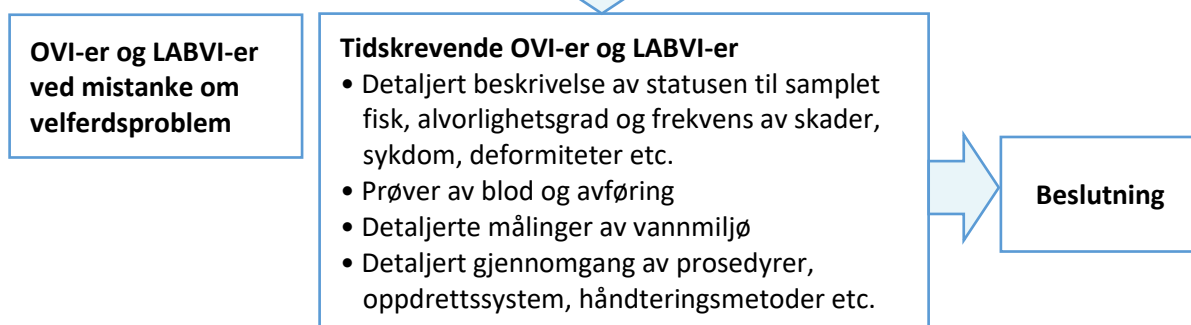 OVI-er og LABVI-er
ved mistanke om
velferdsproblem
Tidskrevende OVI-er og LABVI-er
• Detaljert beskrivelse av statusen til samplet
fisk, alvorlighetsgrad og frekvens av skader,
sykdom, deformiteter etc.
• Prøver av blod og avføring
• Detaljerte målinger av vannmiljø
• Detaljert gjennomgang av prosedyrer,
oppdrettssystem, håndteringsmetoder etc.
Beslutning